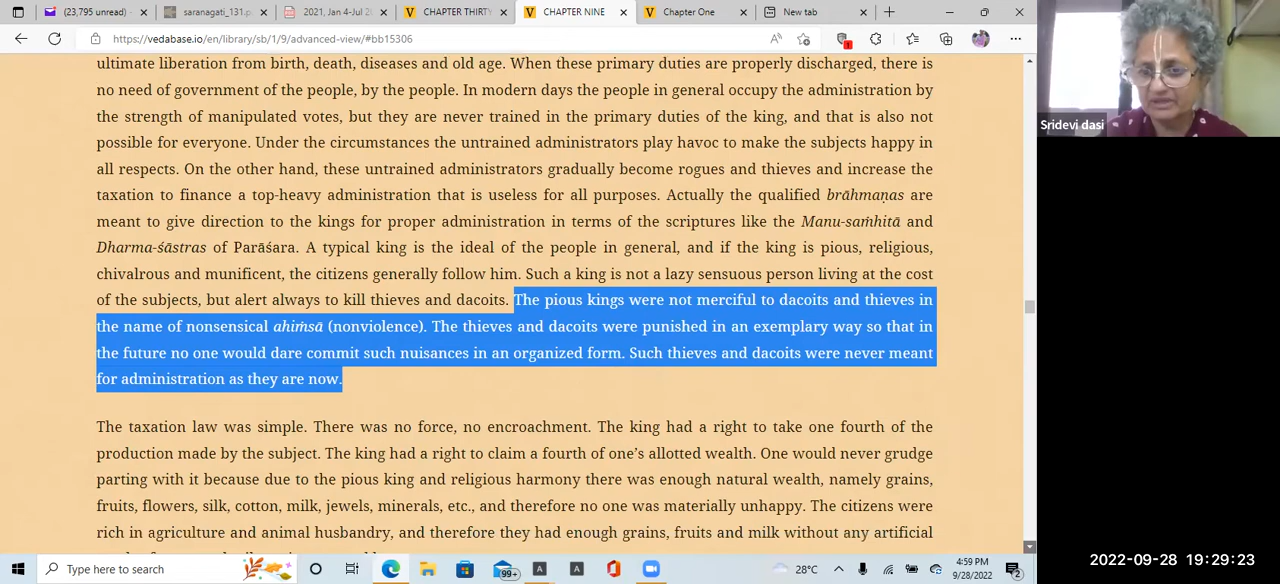 (23,795 unread) -
saranagati_131.p
2021, Jan 4-Jul 2
CHAPTER THIRTY
CHAPTER NINE
Chapter One
New tab
https://vedabase.io/en/library/sb/1/9/advanced-view/#bb15306
ultimate liberation from birth, death, diseases and old age. When these primary duties are properly discharged, there is
no need of government of the people, by the people. In modern days the people in general occupy the administration by
the strength of manipulated votes, but they are never trained in the primary duties of the king, and that is also not
possible for everyone. Under the circumstances the untrained administrators play havoc to make the subjects happy in
all respects. On the other hand, these untrained administrators gradually become rogues and thieves and increase the
taxation to finance a top-heavy administration that is useless for all purposes. Actually the qualified brāhmaṇas are
meant to give direction to the kings for proper administration in terms of the scriptures like the Manu-saṁhitā and
Dharma-śāstras of Parāśara. A typical king is the ideal of the people in general, and if the king is pious, religious,
chivalrous and munificent, the citizens generally follow him. Such a king is not a lazy sensuous person living at the cost
of the subjects, but alert always to kill thieves and dacoits. The pious kings were not merciful to dacoits and thieves in
the name of nonsensical ahiṁsā (nonviolence). The thieves and dacoits were punished in an exemplary way so that in
the future no one would dare commit such nuisances in an organized form. Such thieves and dacoits were never meant
for administration as they are now.
The taxation law was simple. There was no force, no encroachment. The king had a right to take one fourth of the
production made by the subject. The king had a right to claim a fourth of one's allotted wealth. One would never grudge
parting with it because due to the pious king and religious harmony there was enough natural wealth, namely grains,
fruits, flowers, silk, cotton, milk, jewels, minerals, etc., and therefore no one was materially unhappy. The citizens were
rich in agriculture and animal husbandry, and therefore they had enough grains, fruits and milk without any artificial
Sridevi dasi
Type here to search
99+
28°C
4:59 PM
9/28/2022
2
2022-09-28 19:29:23